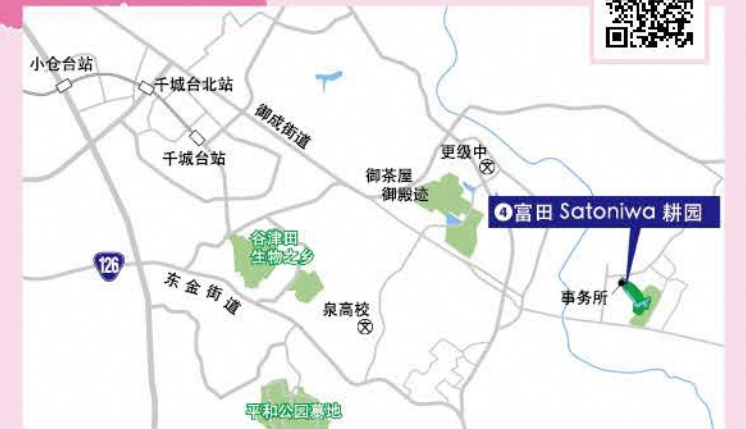 小仓台站
千城台北站
千城台站
御成街道
更级中
御茶屋
御殿迹
❹富田 Satoniwa 耕园
谷津田
生物之乡
126
东金街道
事务所
泉高校
平和公园墓地